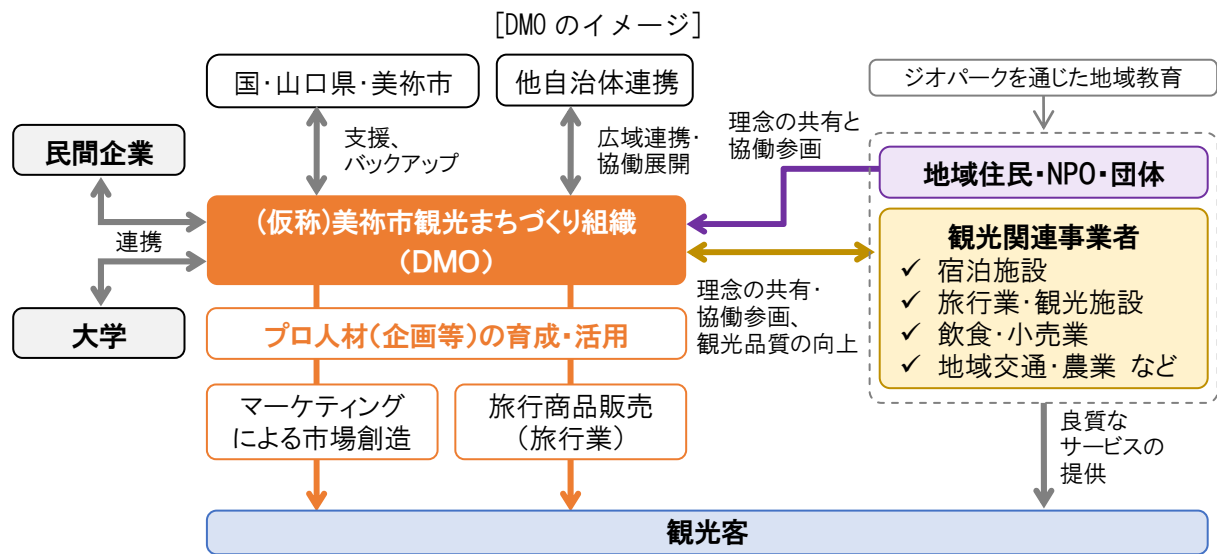 [DMO のイメージ]
国・山口県・美祢市
他自治体連携
ジオパークを通じた地域教育
支援、
バックアップ
広域連携・
協働展開
理念の共有と
協働参画
民間企業
連携
大学
(仮称)美祢市観光まちづくり組織
(DMO)
地域住民・NPO・団体
観光関連事業者
✓ 宿泊施設
✓ 旅行業・観光施設
✓ 飲食・小売業
✓ 地域交通・農業 など
理念の共有・
協働参画、
観光品質の向上
プロ人材(企画等)の育成・活用
マーケティング
による市場創造
旅行商品販売
(旅行業)
良質な
サービスの
提供
観光客